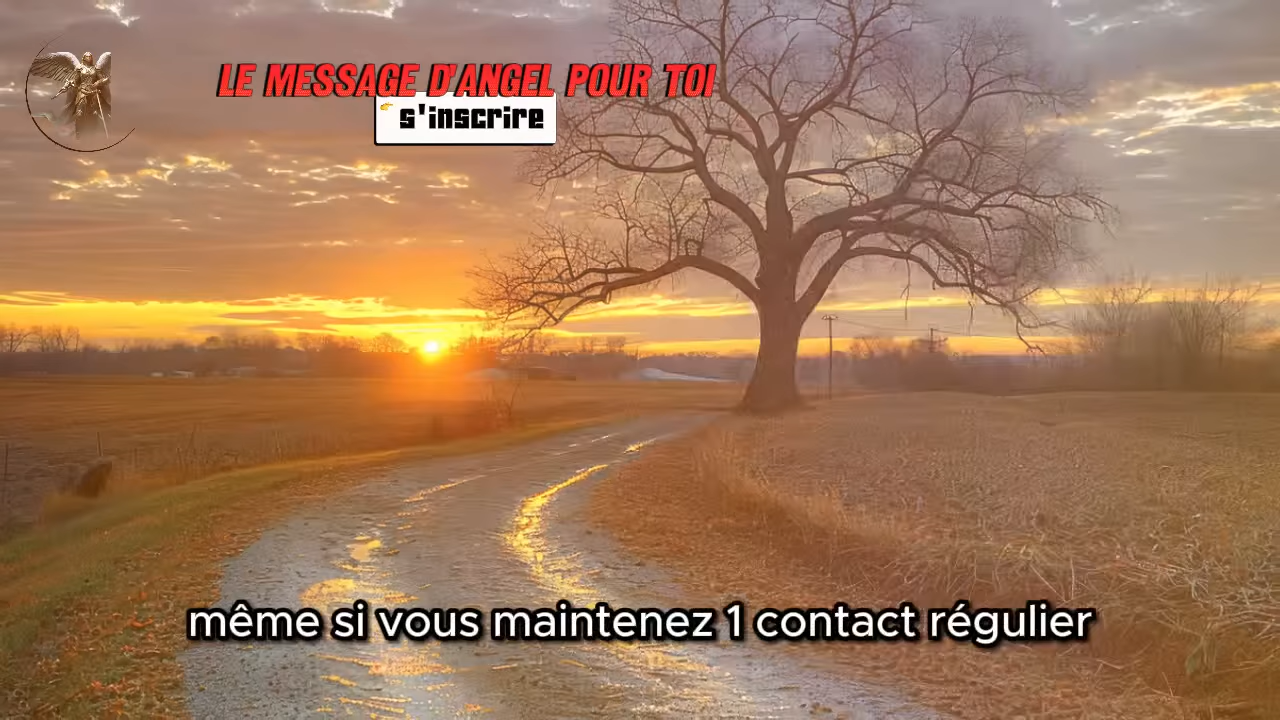 LE MESSAGE D'ANGEL POUR TOI
👉 s'inscrire
même si vous maintenez 1 contact régulier